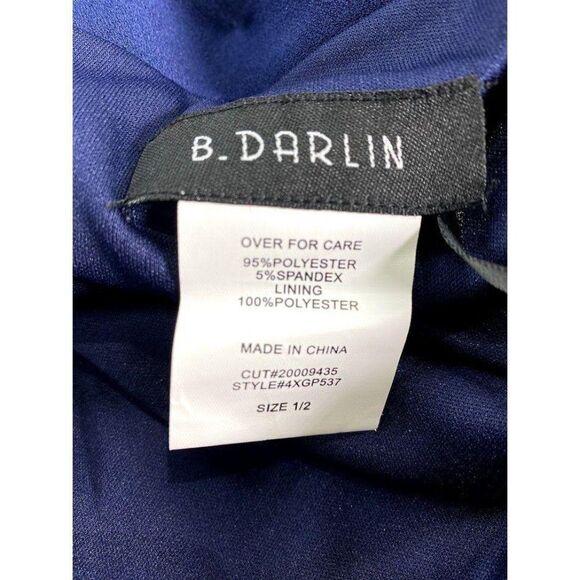 B.DARLIN
OVER FOR CARE
95%POLYESTER
5%SPANDEX
LINING
100%POLYESTER
MADE IN CHINA
CUT#20009435
STYLE#4XGP537
SIZE 1/2